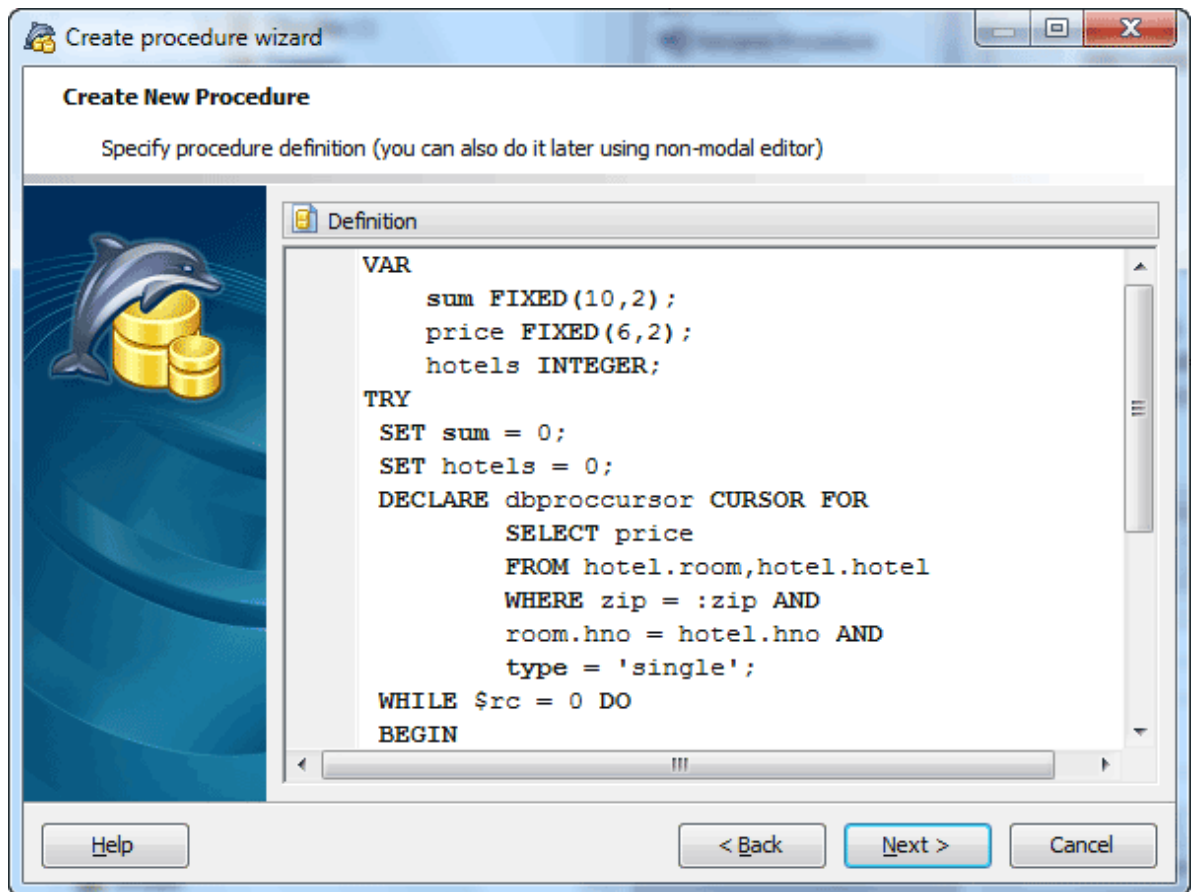 Create procedure wizard
Create New Procedure
Specify procedure definition (you can also do it later using non-modal editor)
Definition
VAR
sum FIXED(10,2);
price FIXED(6,2);
hotels INTEGER;
TRY
SET sum = 0;
SET hotels = 0;
DECLARE dbproccursor CURSOR FOR
SELECT price
FROM hotel.room,hotel.hotel
WHERE zip = :zip AND
room.hno = hotel.hno AND
type = 'single';
WHILE $rc = 0 DO
BEGIN
Help
< Back
Next >
Cancel